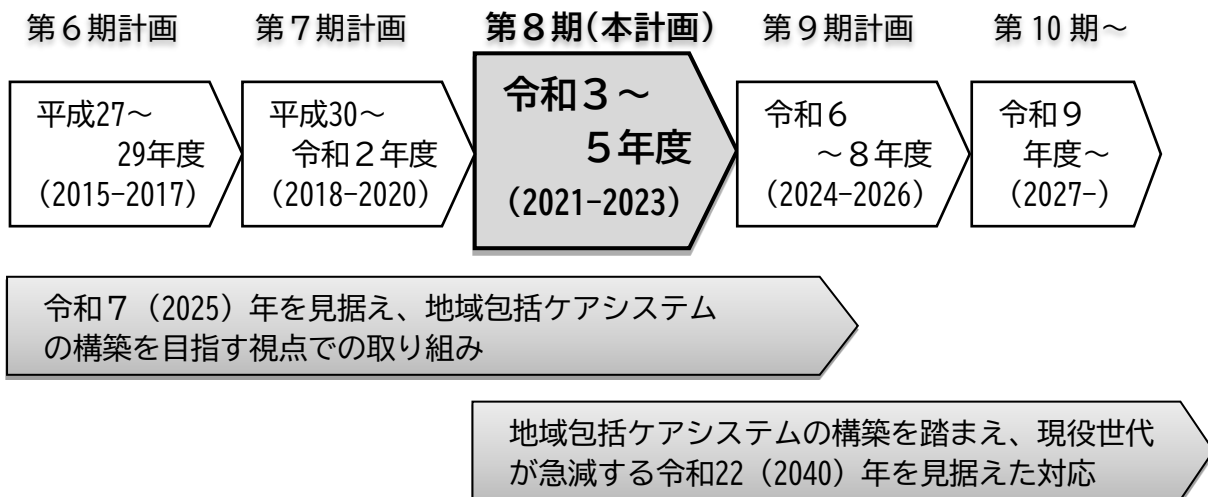 第６期計画
第７期計画
第８期(本計画)
第９期計画
第10期～
平成27～
29年度
(2015-2017)
平成30～
令和２年度
(2018-2020)
令和３～
５年度
(2021-2023)
令和６
～８年度
(2024-2026)
令和９
年度～
(2027-)
令和７（2025）年を見据え、地域包括ケアシステム
の構築を目指す視点での取り組み
地域包括ケアシステムの構築を踏まえ、現役世代
が急減する令和22（2040）年を見据えた対応